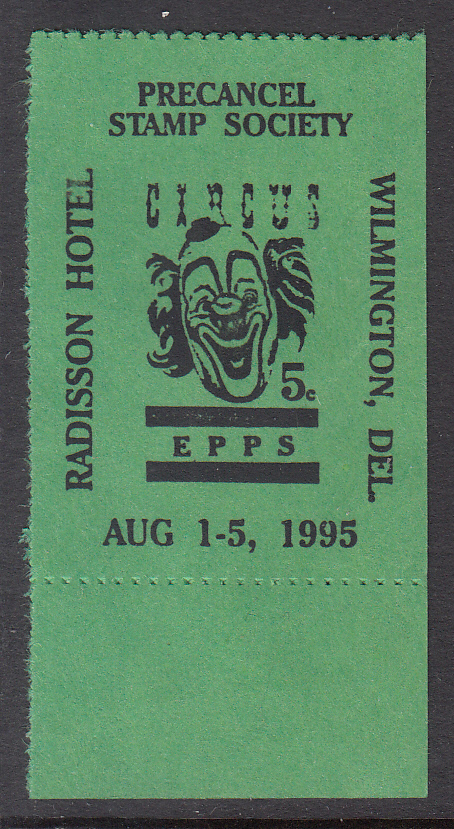 PRECANCEL
STAMP SOCIETY
RADISSON HOTEL
CIRCUS
5c
EPPS
WILMINGTON, DEL.
AUG 1-5, 1995